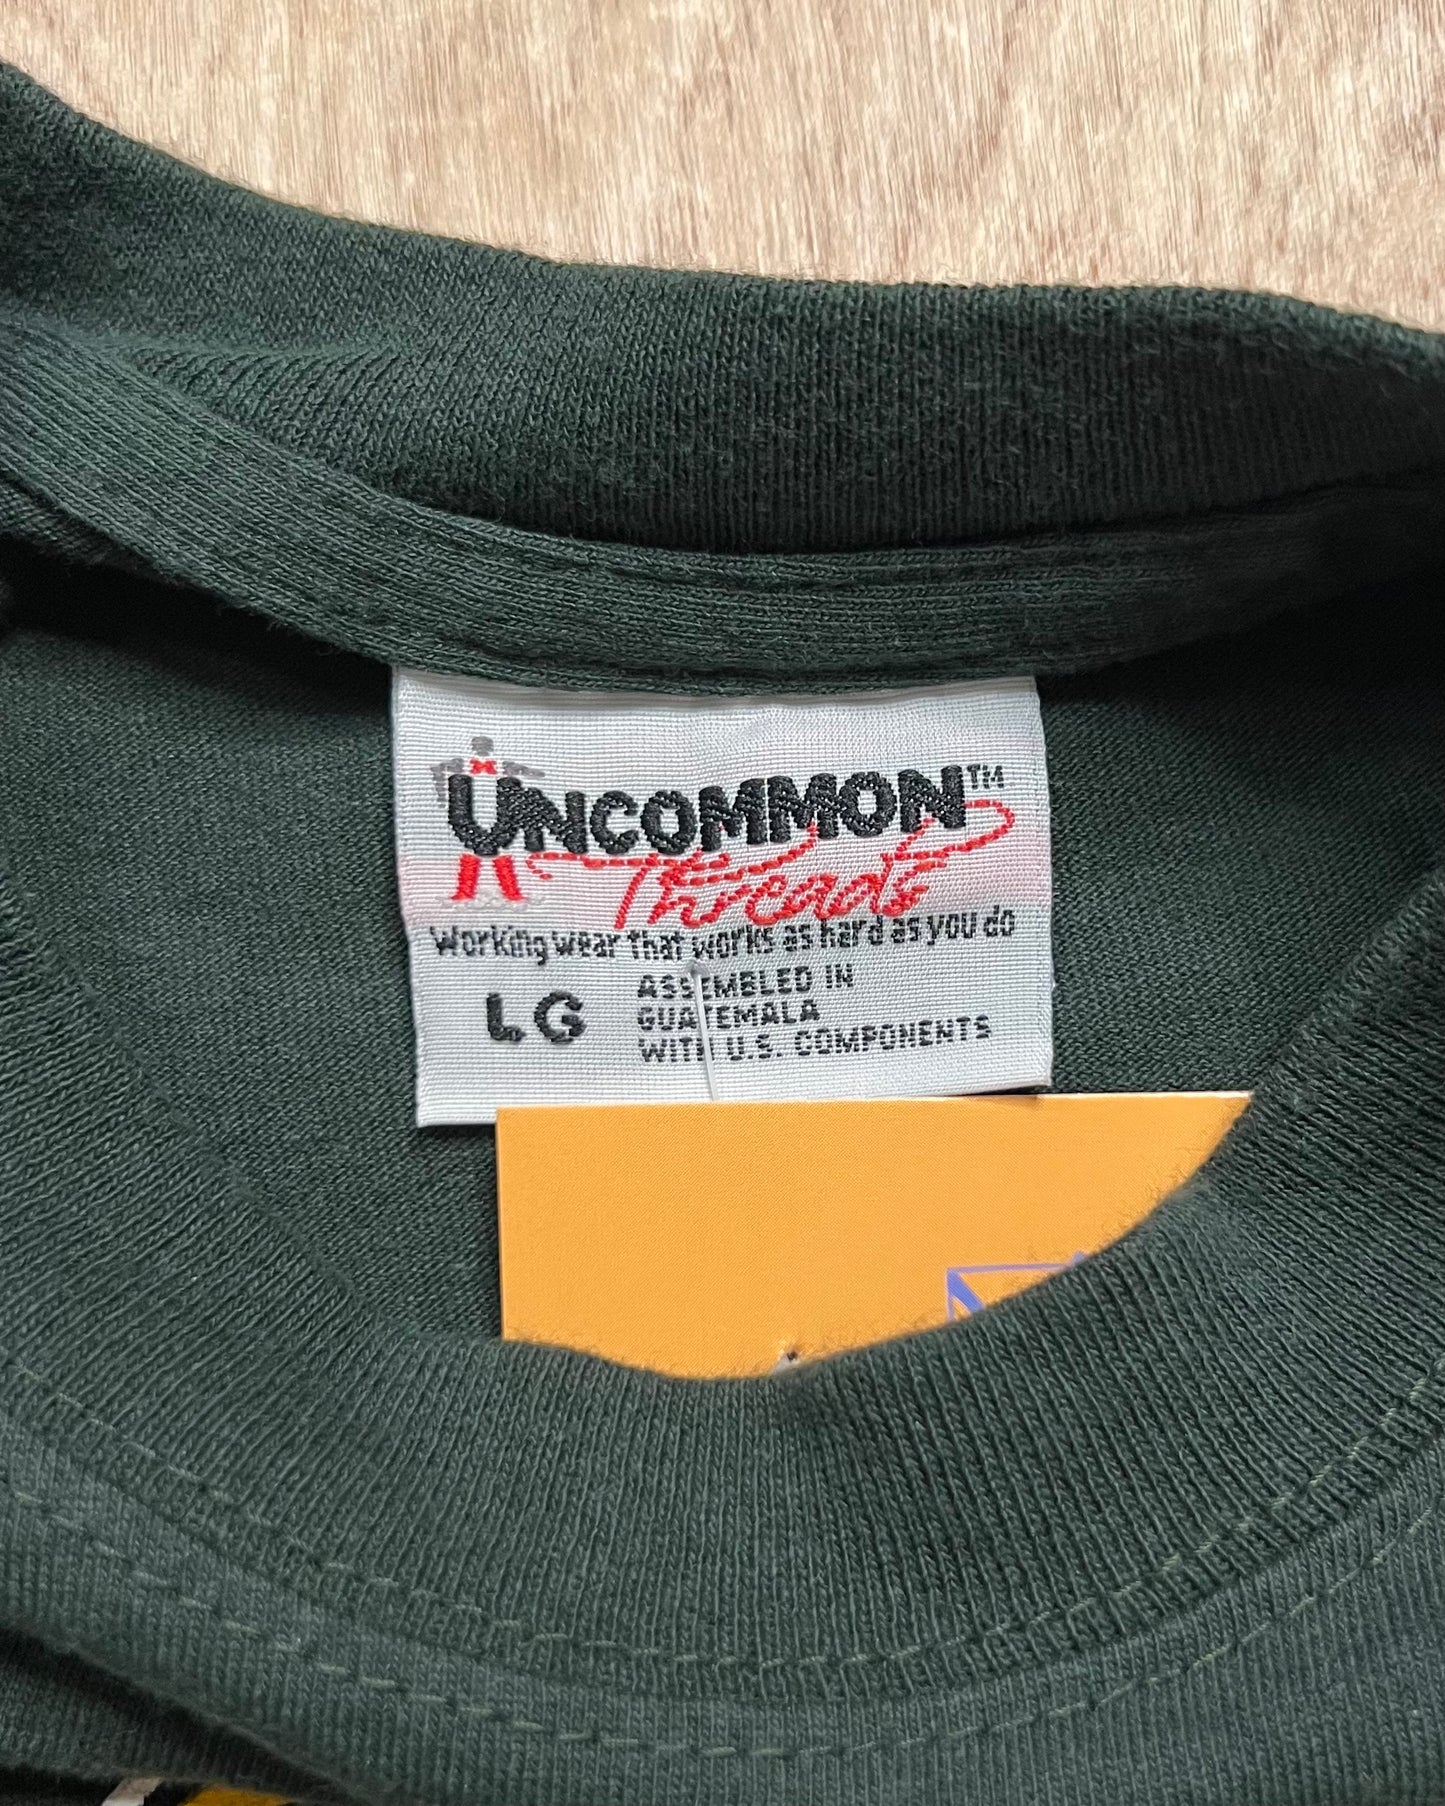 UNCOMMON™
Threads
Working wear that works as hard as you do
LG
ASSEMBLED IN
GUATEMALA
WITH U.S. COMPONENTS